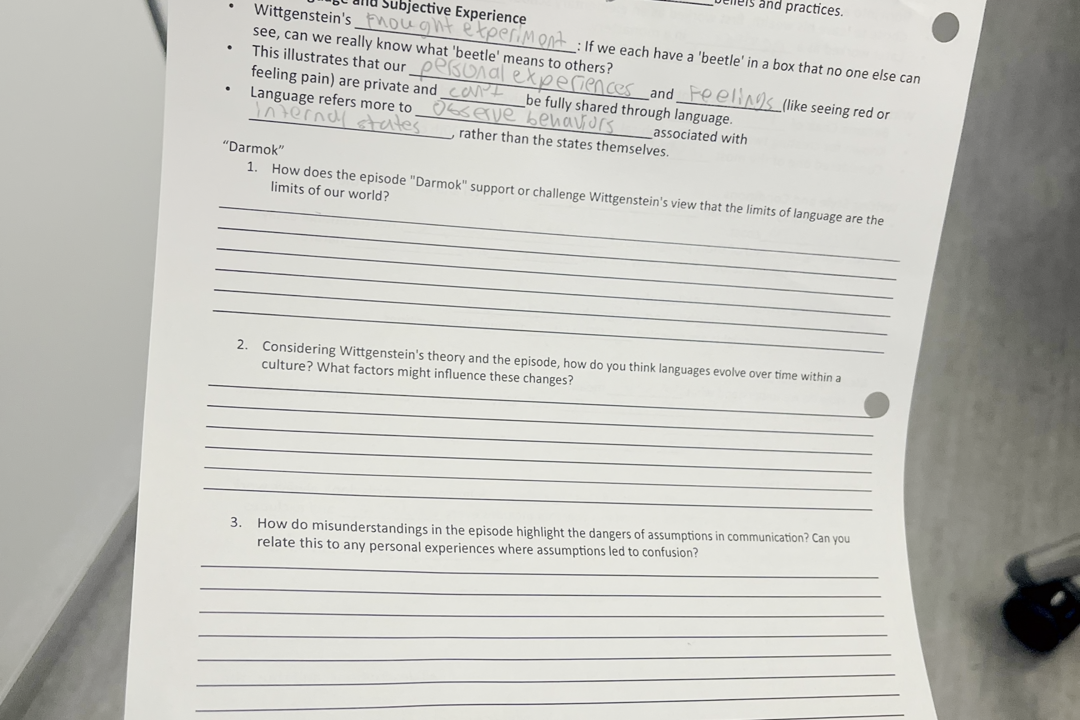 and Subjective Experience
beliefs and practices.
• Wittgenstein's thought experiment: If we each have a 'beetle' in a box that no one else can
see, can we really know what 'beetle' means to others?
• This illustrates that our personal experiences and Feelings (like seeing red or
feeling pain) are private and can't be fully shared through language.
• Language refers more to observe behaviors associated with
internal states, rather than the states themselves.
"Darmok"
1. How does the episode "Darmok" support or challenge Wittgenstein's view that the limits of language are the
limits of our world?
2. Considering Wittgenstein's theory and the episode, how do you think languages evolve over time within a
culture? What factors might influence these changes?
3. How do misunderstandings in the episode highlight the dangers of assumptions in communication? Can you
relate this to any personal experiences where assumptions led to confusion?